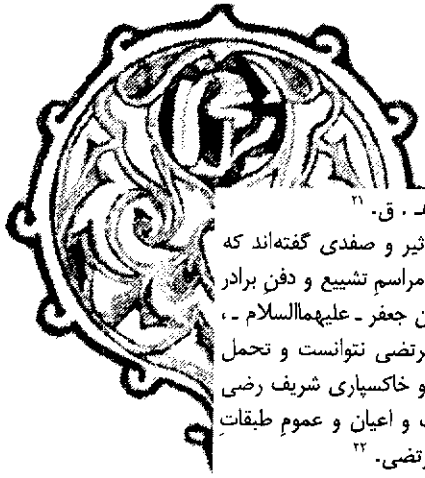 ه‍ . ق. ۲۱
ثیر و صفدی گفته‌اند که
مراسمِ تشییع و دفنِ برادر
ن جعفر ـ علیهماالسلام ـ ،
رتضی نتوانست و تحمل
و خاکسپاری شریف رضی
ـ و اعیان و عمومِ طبقاتِ
رتضی. ۲۲